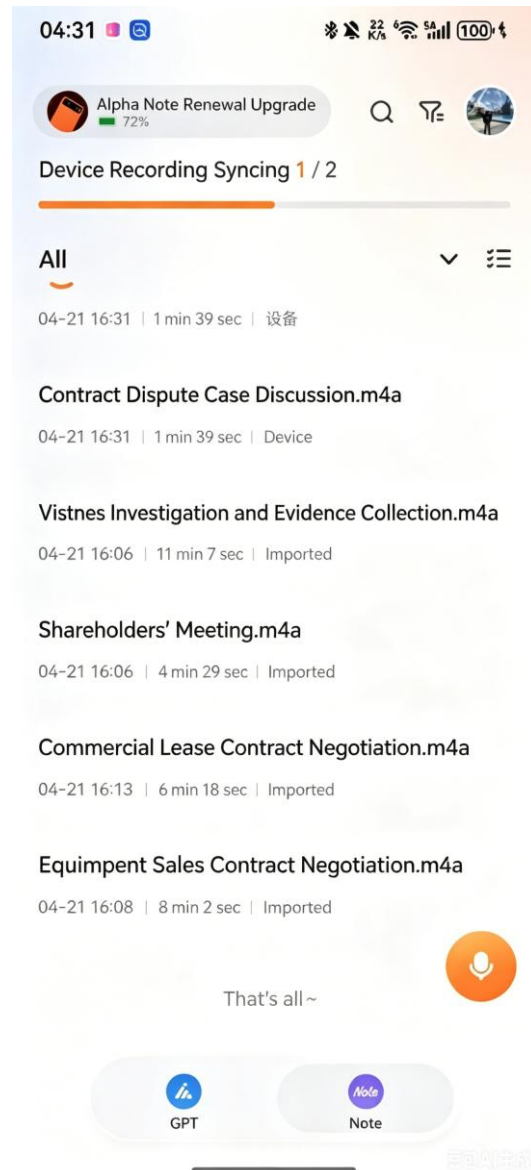 04:31
22 K/s 6 5A 100
Alpha Note Renewal Upgrade
72%
Device Recording Syncing 1 / 2
All
04-21 16:31 | 1 min 39 sec | 设备
Contract Dispute Case Discussion.m4a
04-21 16:31 | 1 min 39 sec | Device
Vistnes Investigation and Evidence Collection.m4a
04-21 16:06 | 11 min 7 sec | Imported
Shareholders' Meeting.m4a
04-21 16:06 | 4 min 29 sec | Imported
Commercial Lease Contract Negotiation.m4a
04-21 16:13 | 6 min 18 sec | Imported
Equimpent Sales Contract Negotiation.m4a
04-21 16:08 | 8 min 2 sec | Imported
That's all~
Note
GPT
Note